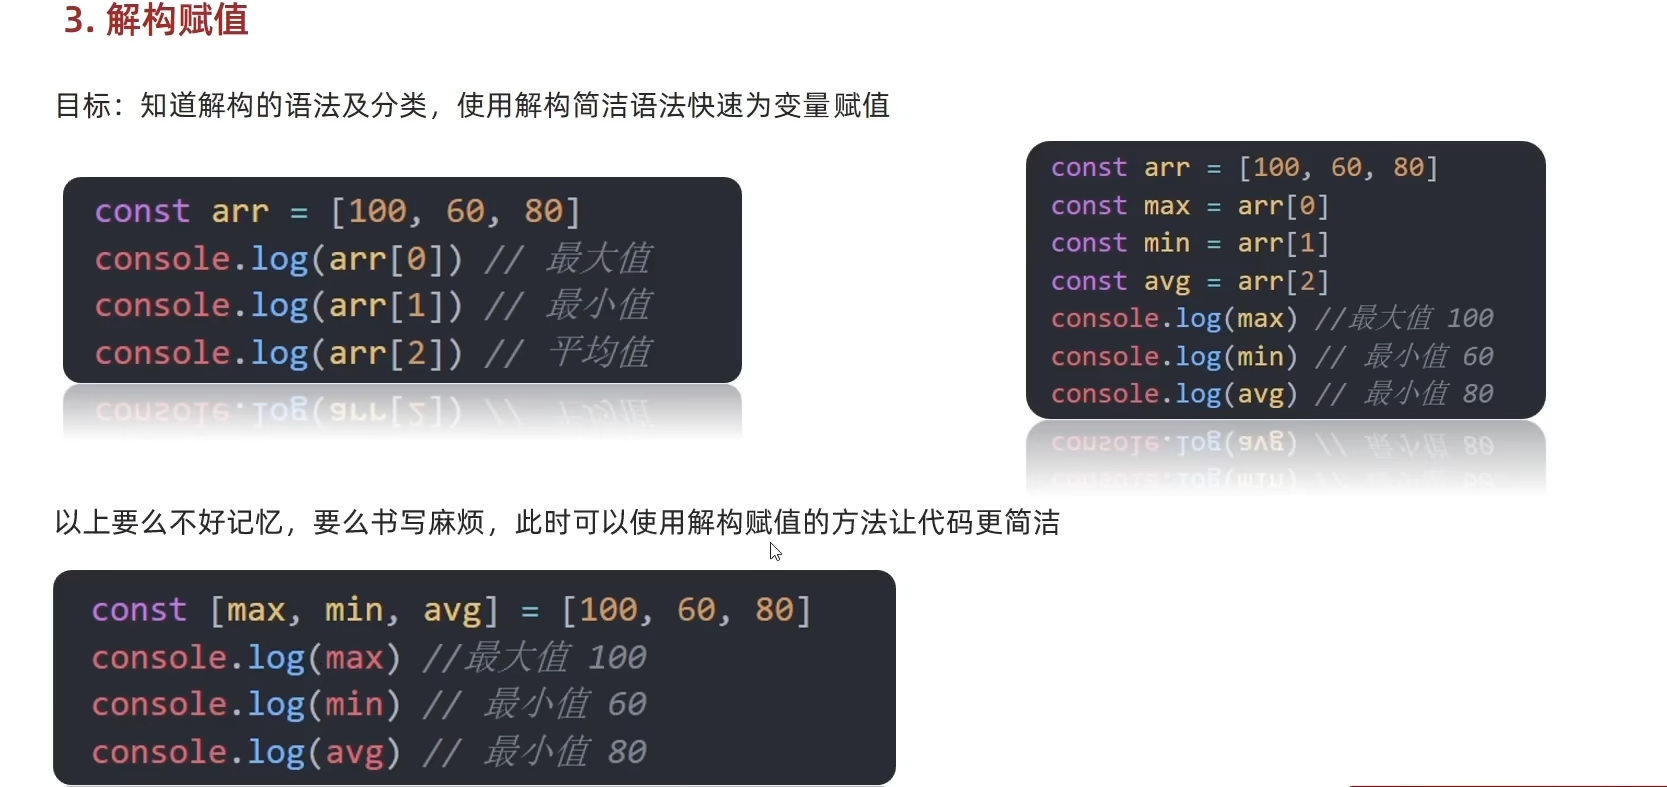 3. 解构赋值
目标：知道解构的语法及分类，使用解构简洁语法快速为变量赋值
const arr = [100, 60, 80]
console.log(arr[0]) // 最大值
console.log(arr[1]) // 最小值
console.log(arr[2]) // 平均值
const arr = [100, 60, 80]
const max = arr[0]
const min = arr[1]
const avg = arr[2]
console.log(max) //最大值 100
console.log(min) // 最小值 60
console.log(avg) // 最小值 80
以上要么不好记忆，要么书写麻烦，此时可以使用解构赋值的方法让代码更简洁
const [max, min, avg] = [100, 60, 80]
console.log(max) //最大值 100
console.log(min) // 最小值 60
console.log(avg) // 最小值 80